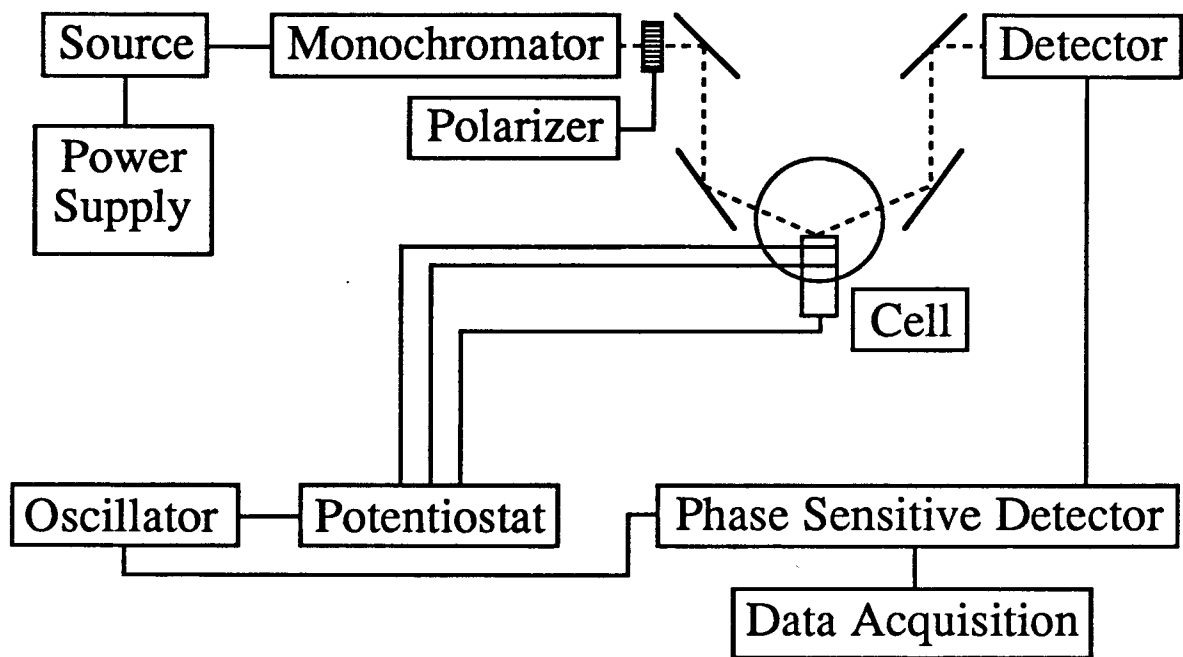 Source
Monochromator
Detector
Polarizer
Power
Supply
Cell
Oscillator
Potentiostat
Phase Sensitive Detector
Data Acquisition